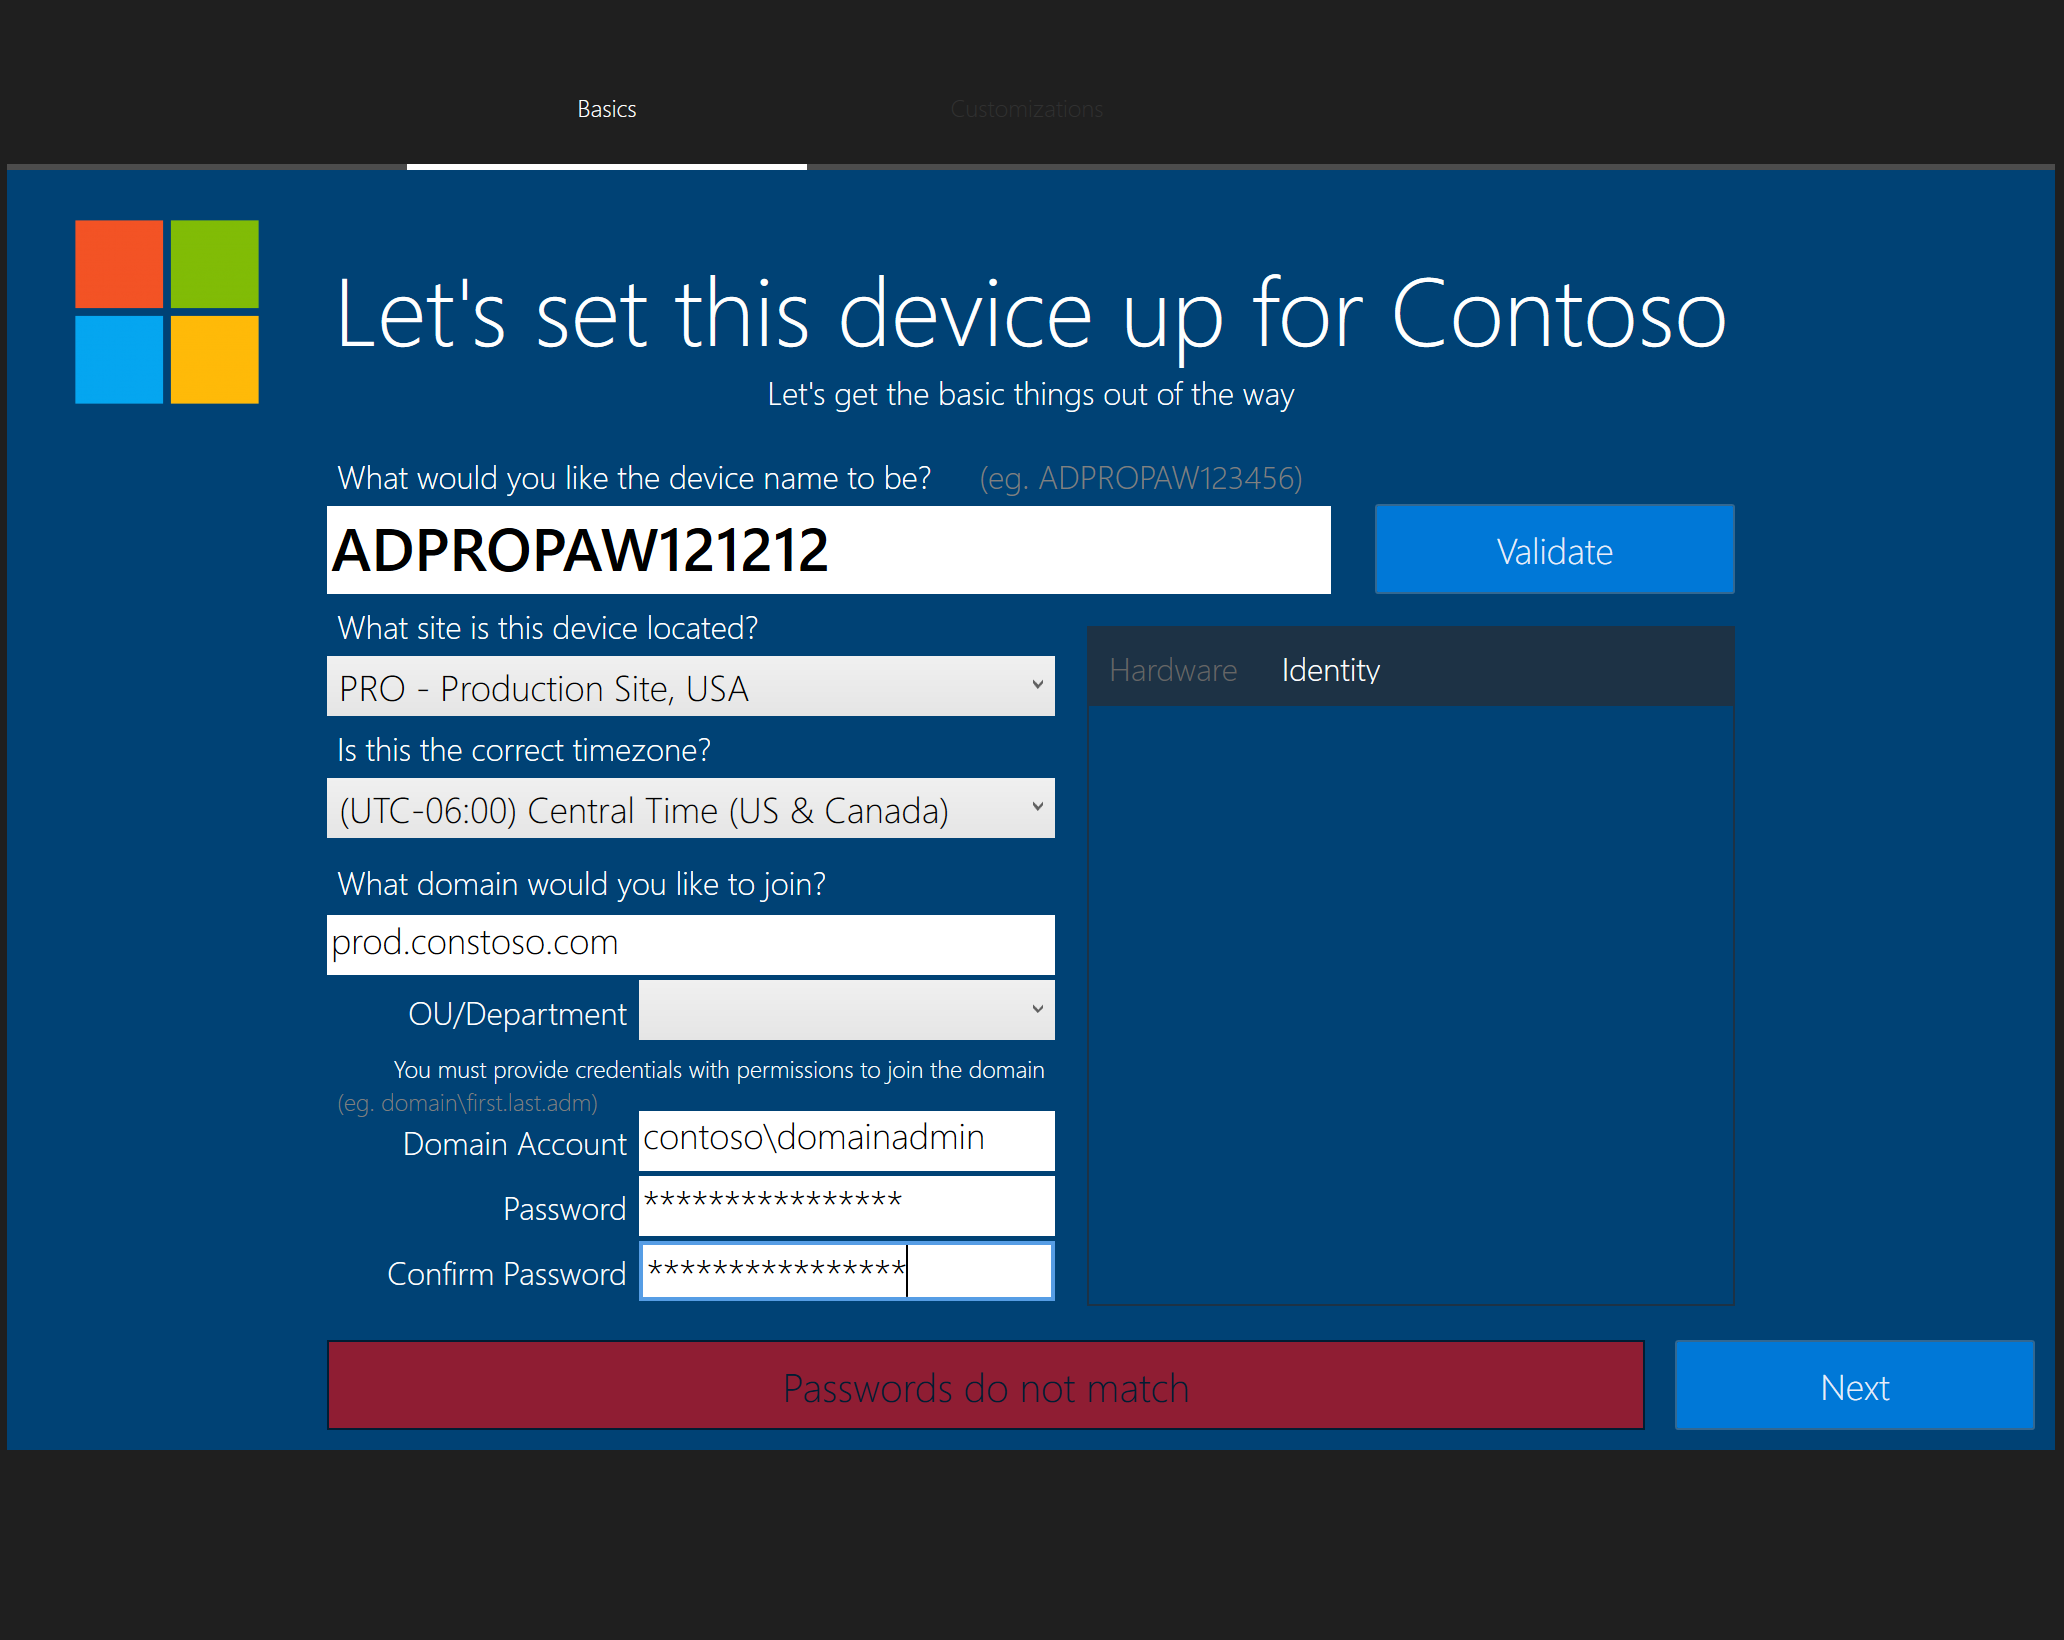 Basics
Customizations
Let's set this device up for Contoso
Let's get the basic things out of the way
What would you like the device name to be? (eg. ADPROPAW123456)
ADPROPAW121212
Validate
What site is this device located?
PRO - Production Site, USA
Hardware Identity
Is this the correct timezone?
(UTC-06:00) Central Time (US & Canada)
What domain would you like to join?
prod.constoso.com
OU/Department
You must provide credentials with permissions to join the domain
(eg. domain\first.last.adm)
Domain Account contoso\domainadmin
Password ****************
Confirm Password ****************
Passwords do not match
Next